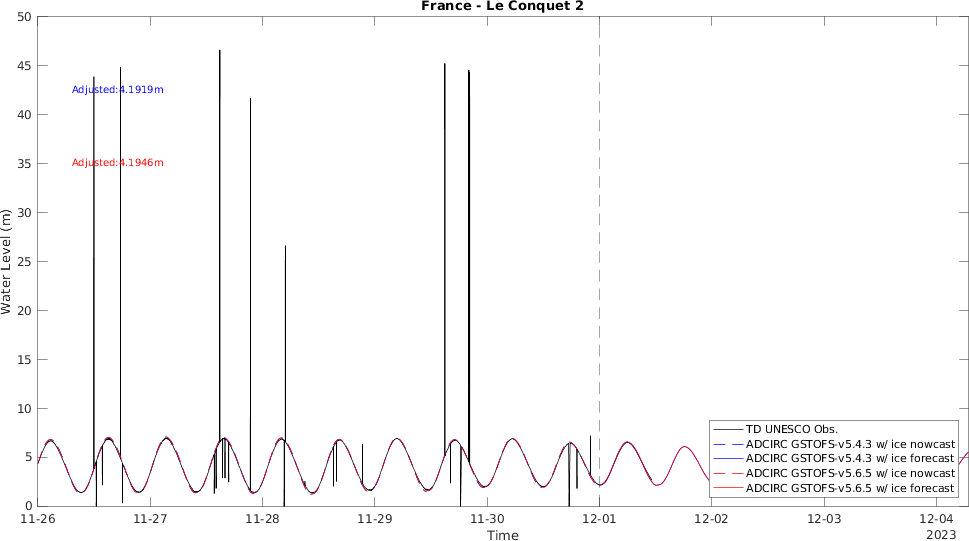 France - Le Conquet 2
50
45
40
35
30
25
20
15
10
5
0
Water Level (m)
Adjusted:4.1919m
Adjusted:4.1946m
TD UNESCO Obs.
ADCIRC GSTOFS-v5.4.3 w/ ice nowcast
ADCIRC GSTOFS-v5.4.3 w/ ice forecast
ADCIRC GSTOFS-v5.6.5 w/ ice nowcast
ADCIRC GSTOFS-v5.6.5 w/ ice forecast
11-26 11-27 11-28 11-29 11-30 12-01 12-02 12-03 12-04
Time
2023